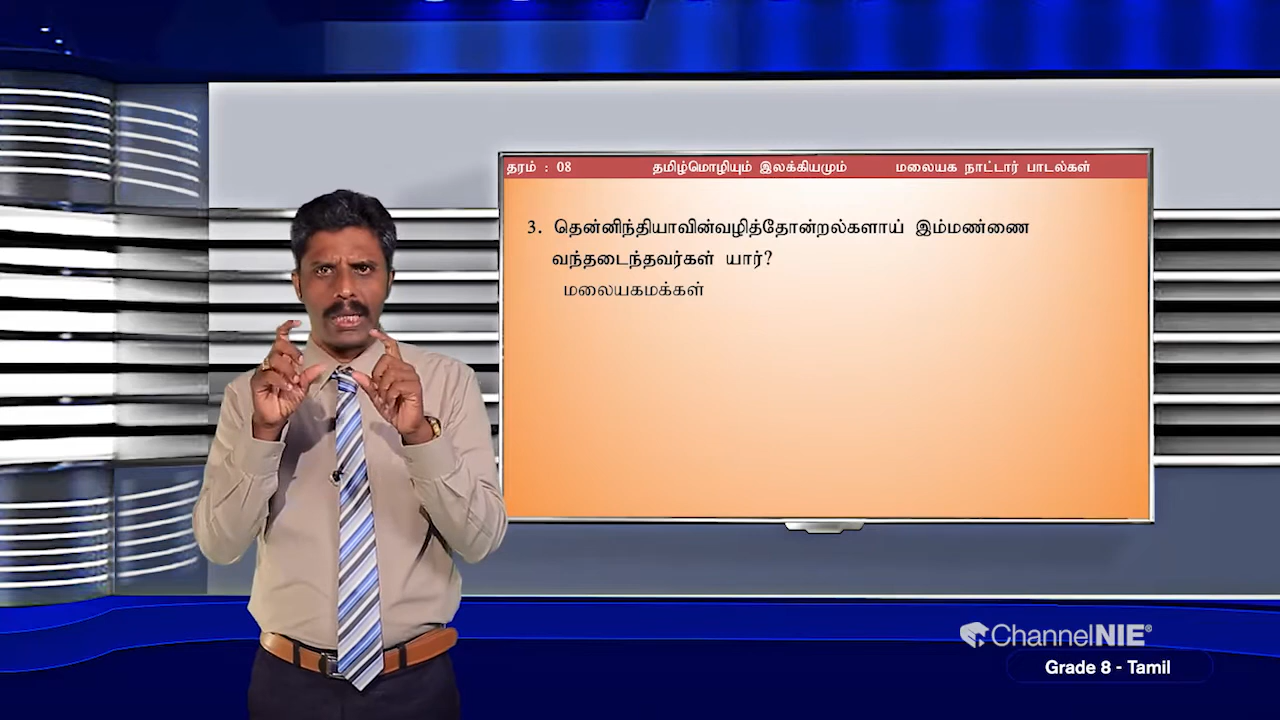 தரம் : 08 தமிழ்மொழியும் இலக்கியமும் மலையக நாட்டார் பாடல்கள்
3. தென்னிந்தியாவின்வழித்தோன்றல்களாய் இம்மண்ணை
வந்தடைந்தவர்கள் யார்?
மலையகமக்கள்
ChannelNIE®
Grade 8 - Tamil